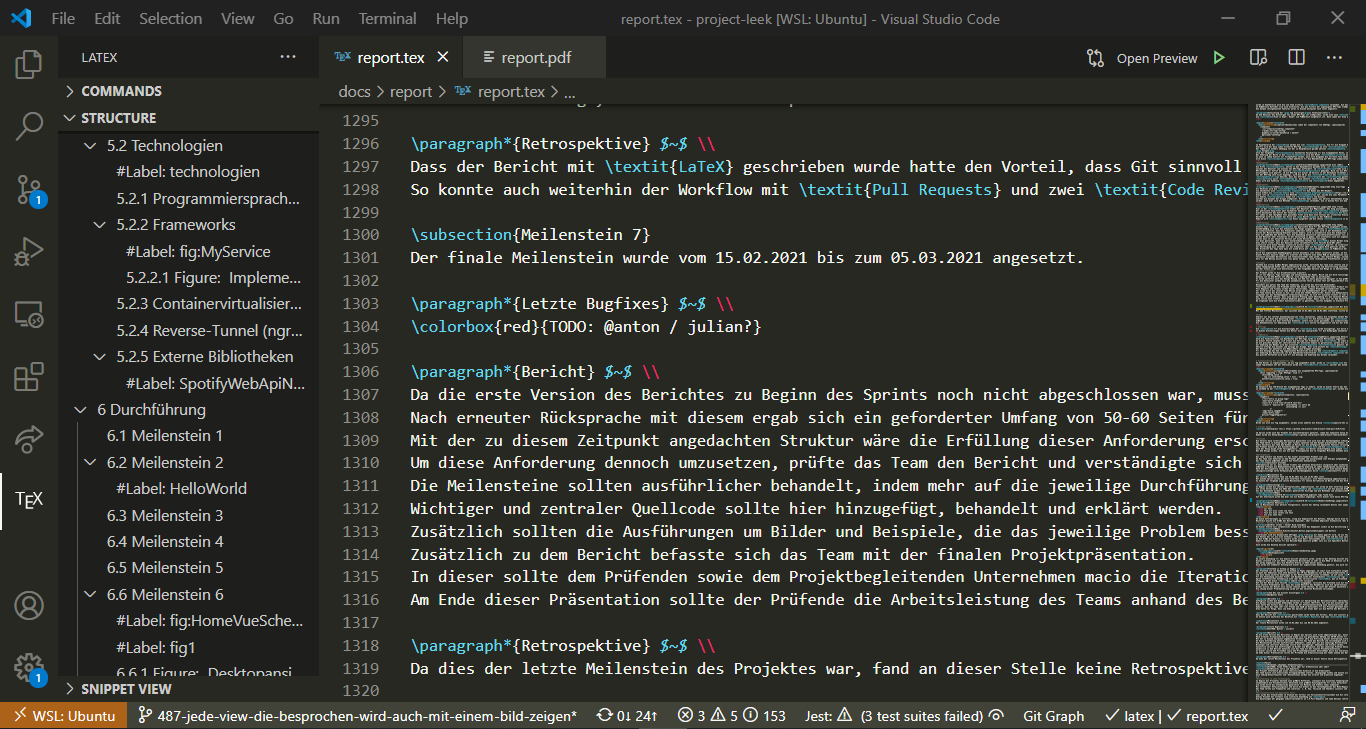 File Edit Selection View Go Run Terminal Help report.tex - project-leek [WSL: Ubuntu] - Visual Studio Code
LATEX ··· TEX report.tex report.pdf Open Preview ···
COMMANDS
docs > report > TEX report.tex > ...
STRUCTURE
5.2 Technologien
#Label: technologien
5.2.1 Programmiersprach...
5.2.2 Frameworks
#Label: fig:MyService
5.2.2.1 Figure: Impleme...
5.2.3 Containervirtualisier...
5.2.4 Reverse-Tunnel (ngr...
5.2.5 Externe Bibliotheken
#Label: SpotifyWebApiN...
6 Durchführung
6.1 Meilenstein 1
6.2 Meilenstein 2
#Label: HelloWorld
6.3 Meilenstein 3
6.4 Meilenstein 4
6.5 Meilenstein 5
6.6 Meilenstein 6
#Label: fig:HomeVueSche...
#Label: fig1
6.6.1 Figure: Desktopansi...
SNIPPET VIEW
1
TEX
1
1295
1296 \paragraph*{Retrospektive} $~$ \\
1297 Dass der Bericht mit \textit{LaTeX} geschrieben wurde hatte den Vorteil, dass Git sinnvoll
1298 So konnte auch weiterhin der Workflow mit \textit{Pull Requests} und zwei \textit{Code Revi
1299
1300 \subsection{Meilenstein 7}
1301 Der finale Meilenstein wurde vom 15.02.2021 bis zum 05.03.2021 angesetzt.
1302
1303 \paragraph*{Letzte Bugfixes} $~$ \\
1304 \colorbox{red}{TODO: @anton / julian?}
1305
1306 \paragraph*{Bericht} $~$ \\
1307 Da die erste Version des Berichtes zu Beginn des Sprints noch nicht abgeschlossen war, muss
1308 Nach erneuter Rücksprache mit diesem ergab sich ein geforderter Umfang von 50-60 Seiten für
1309 Mit der zu diesem Zeitpunkt angedachten Struktur wäre die Erfüllung dieser Anforderung ersc
1310 Um diese Anforderung dennoch umzusetzen, prüfte das Team den Bericht und verständigte sich
1311 Die Meilensteine sollten ausführlicher behandelt, indem mehr auf die jeweilige Durchführung
1312 Wichtiger und zentraler Quellcode sollte hier hinzugefügt, behandelt und erklärt werden.
1313 Zusätzlich sollten die Ausführungen um Bilder und Beispiele, die das jeweilige Problem bess
1314 Zusätzlich zu dem Bericht befasste sich das Team mit der finalen Projektpräsentation.
1315 In dieser sollte dem Prüfenden sowie dem Projektbegleitenden Unternehmen macio die Iteratio
1316 Am Ende dieser Präsentation sollte der Prüfende die Arbeitsleistung des Teams anhand des Be
1317
1318 \paragraph*{Retrospektive} $~$ \\
1319 Da dies der letzte Meilenstein des Projektes war, fand an dieser Stelle keine Retrospektive
1320
WSL: Ubuntu 487-jede-view-die-besprochen-wird-auch-mit-einem-bild-zeigen* 0↓ 24↑ 3 5 153 Jest: (3 test suites failed) Git Graph ✓ latex | ✓ report.tex ✓